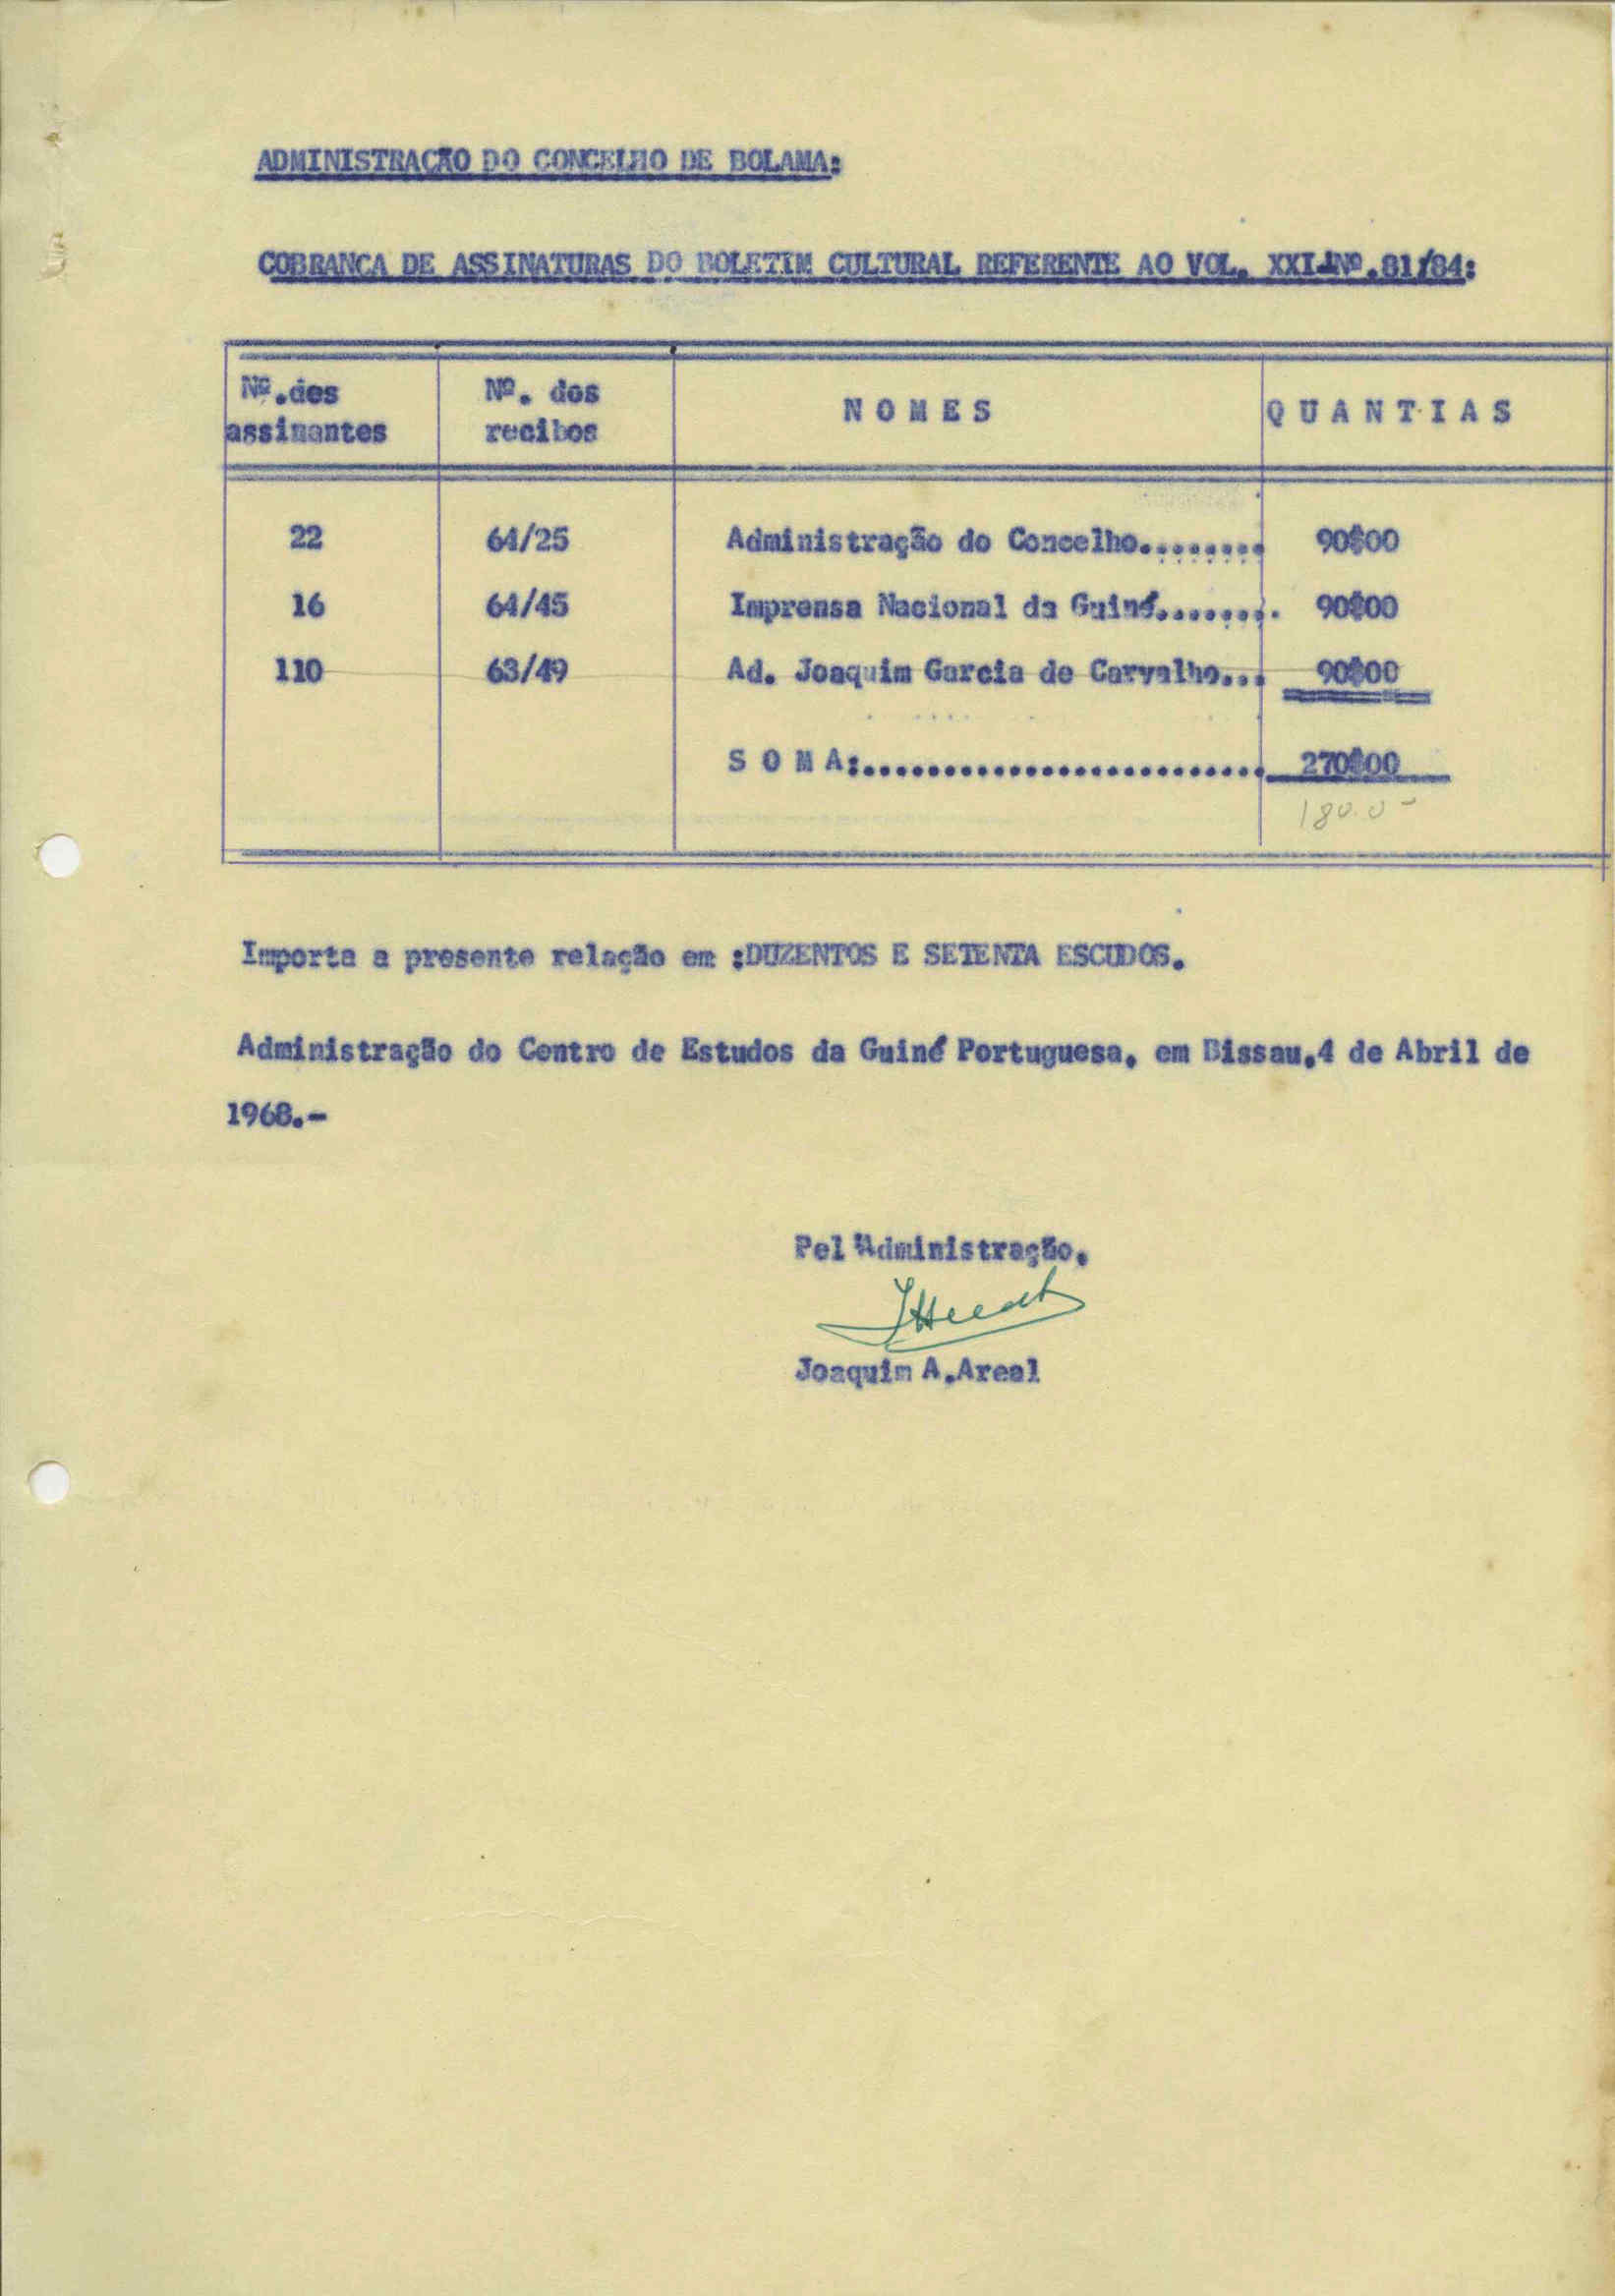 ADMINISTRAÇÃO DO CONCELHO DE BOLAMA:
COBRANÇA DE ASSINATURAS DO BOLETIM CULTURAL REFERENTE AO VOL. XXI-Nº.81/84:
Nº.dos assinantes Nº. dos recibos N O M E S Q U A N T I A S
22 64/25 Administração do Concelho........ 90$00
16 64/45 Imprensa Nacional da Guiné........ 90$00
110 63/49 Ad. Joaquim Garcia de Carvalho... 90$00
S O M A:......................... 270$00
180.0-
Importa a presente relação em :DUZENTOS E SETENTA ESCUDOS.
Administração do Centro de Estudos da Guiné Portuguesa, em Bissau,4 de Abril de
1968.-
Pel'Administração,
Joaquim A.Areal